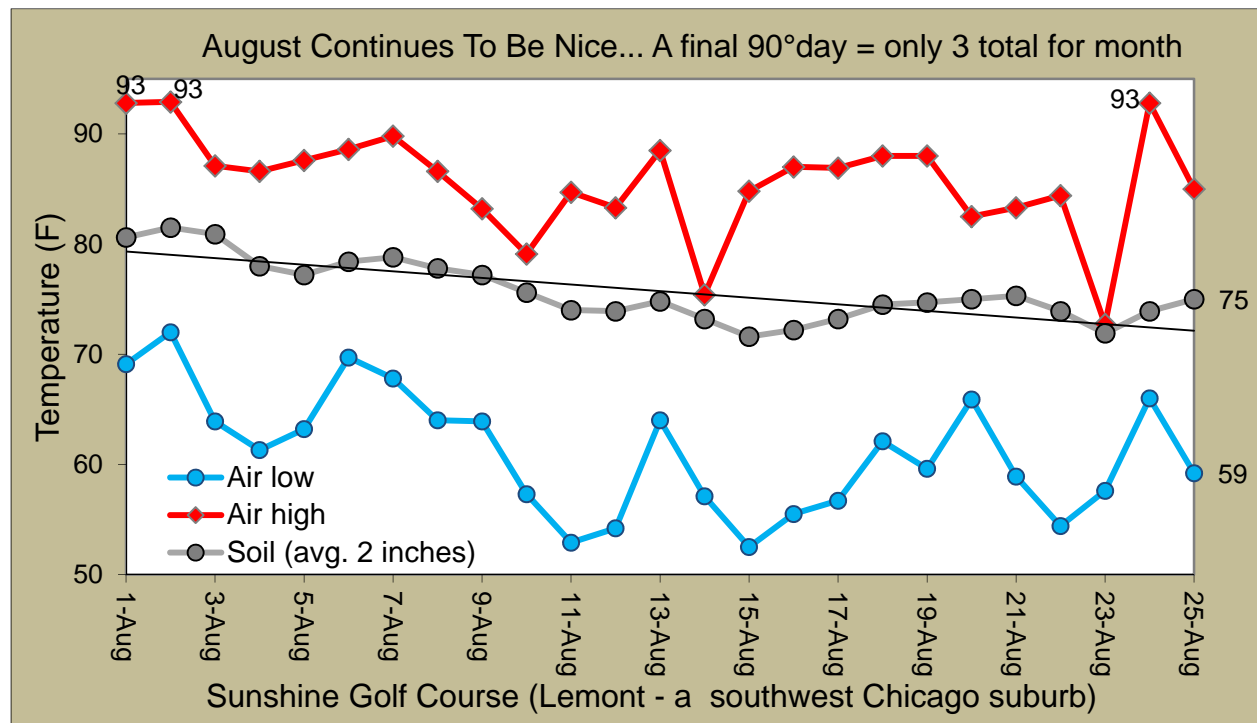 August Continues To Be Nice... A final 90°day = only 3 total for month
93
93
93
90
80
70
60
50
Temperature (F)
75
59
Air low
Air high
Soil (avg. 2 inches)
1-Aug
3-Aug
5-Aug
7-Aug
9-Aug
11-Aug
13-Aug
15-Aug
17-Aug
19-Aug
21-Aug
23-Aug
25-Aug
Sunshine Golf Course (Lemont - a  southwest Chicago suburb)